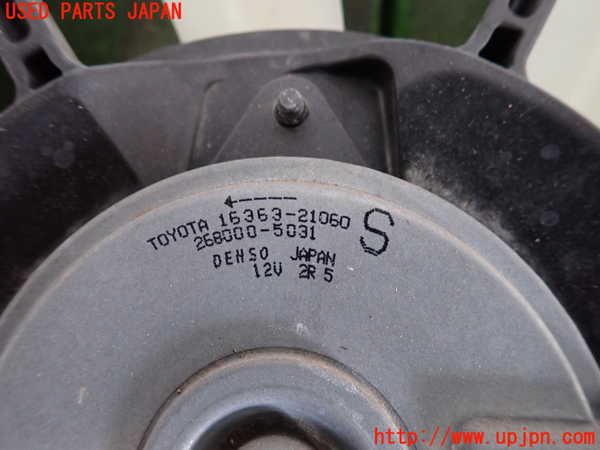 USED PARTS JAPAN
TOYOTA 16363-21060
268000-5031
S
DENSO JAPAN
12V 2R5
http://www.upjpn.com/